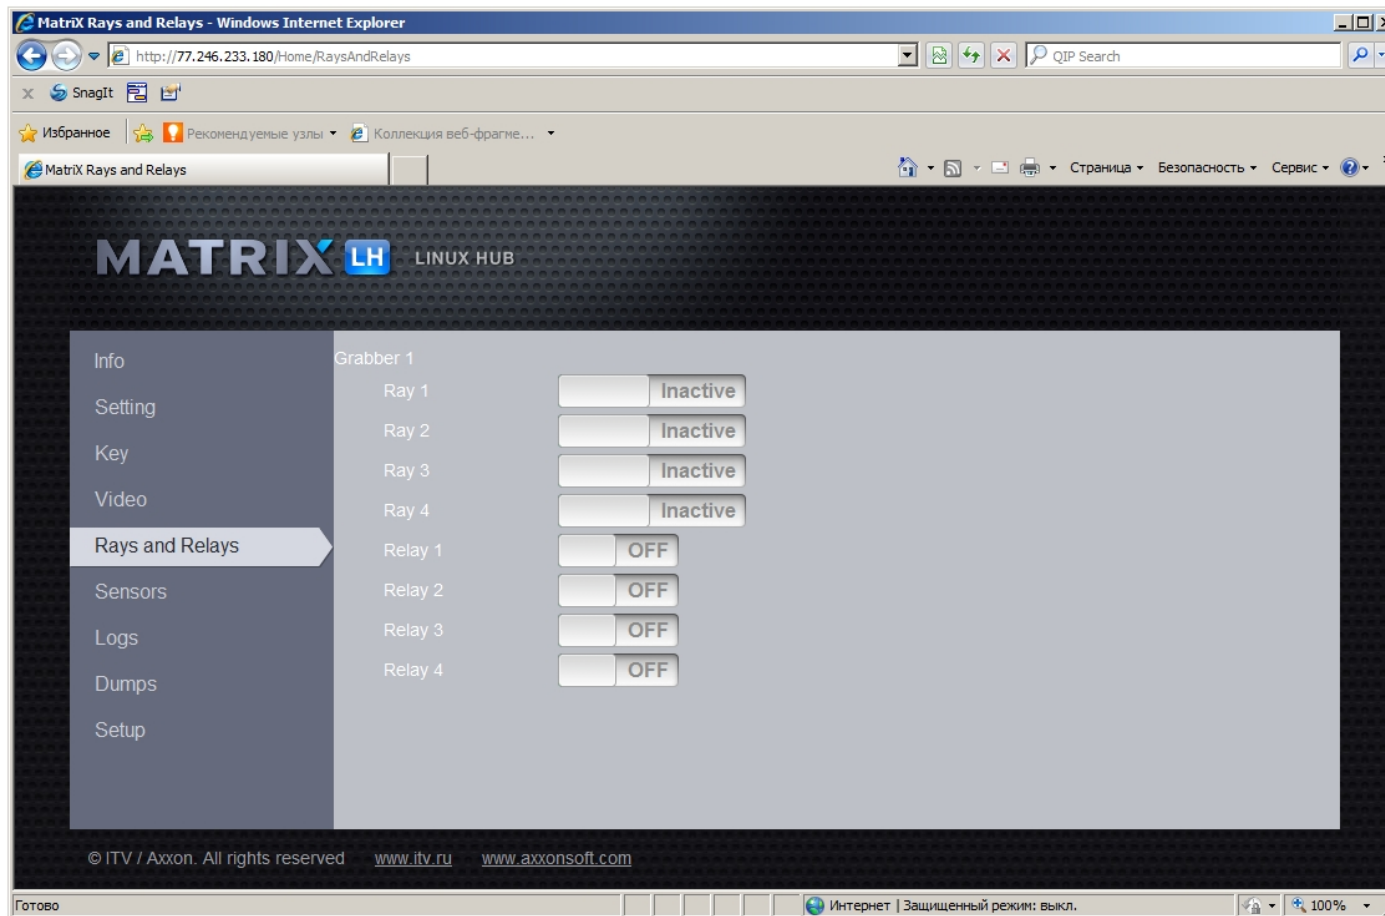 MatriX Rays and Relays - Windows Internet Explorer
http://77.246.233.180/Home/RaysAndRelays QIP Search
x SnagIt
Избранное Рекомендуемые узлы Коллекция веб-фрагме...
MatriX Rays and Relays Страница Безопасность Сервис
MATRIX LH LINUX HUB
Info
Setting
Key
Video
Rays and Relays
Sensors
Logs
Dumps
Setup
Grabber 1
Ray 1 Inactive
Ray 2 Inactive
Ray 3 Inactive
Ray 4 Inactive
Relay 1 OFF
Relay 2 OFF
Relay 3 OFF
Relay 4 OFF
© ITV / Axxon. All rights reserved www.itv.ru www.axxonsoft.com
Готово Интернет | Защищенный режим: выкл. 100%